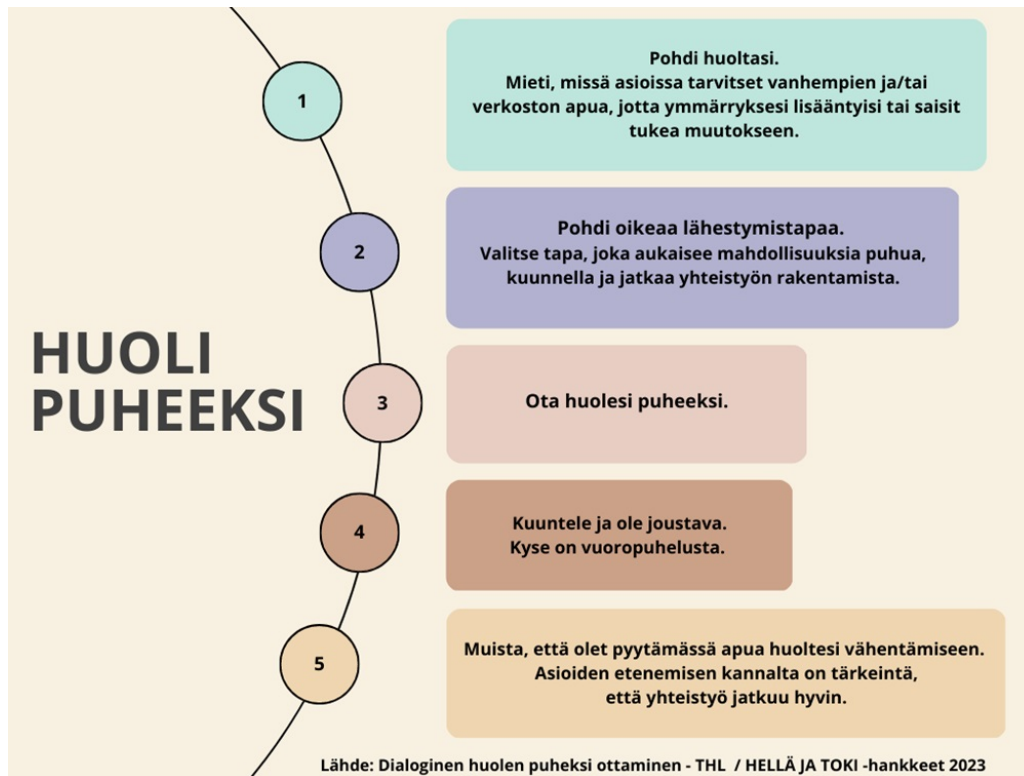 HUOLI
PUHEEKSI
1
Pohdi huoltasi.
Mieti, missä asioissa tarvitset vanhempien ja/tai
verkoston apua, jotta ymmärryksesi lisääntyisi tai saisit
tukea muutokseen.
2
Pohdi oikeaa lähestymistapaa.
Valitse tapa, joka aukaisee mahdollisuuksia puhua,
kuunnella ja jatkaa yhteistyön rakentamista.
3
Ota huolesi puheeksi.
4
Kuuntele ja ole joustava.
Kyse on vuoropuhelusta.
5
Muista, että olet pyytämässä apua huoltesi vähentämiseen.
Asioiden etenemisen kannalta on tärkeintä,
että yhteistyö jatkuu hyvin.
Lähde: Dialoginen huolen puheksi ottaminen - THL / HELLÄ JA TOKI -hankkeet 2023